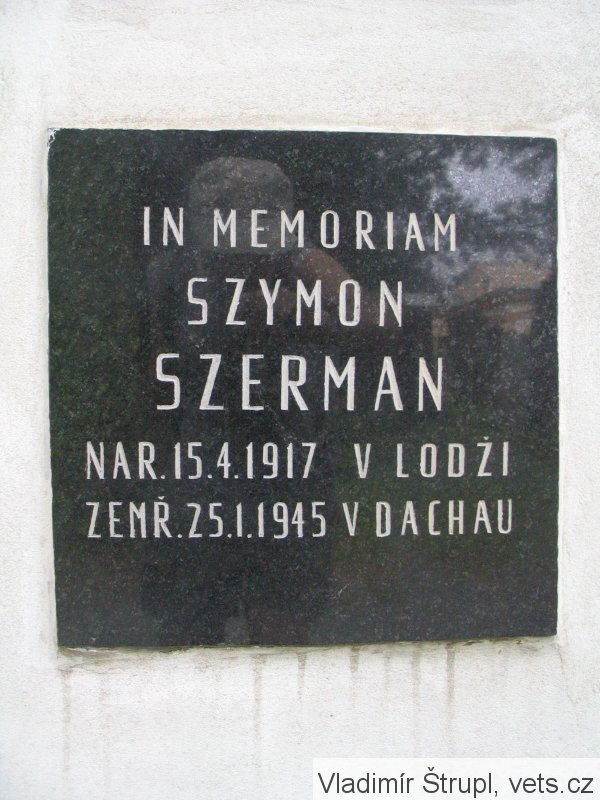 IN MEMORIAM
SZYMON
SZERMAN
NAR.15.4.1917 V LODŽI
ZEMŘ.25.1.1945 V DACHAU
Vladimír Štrupl, vets.cz